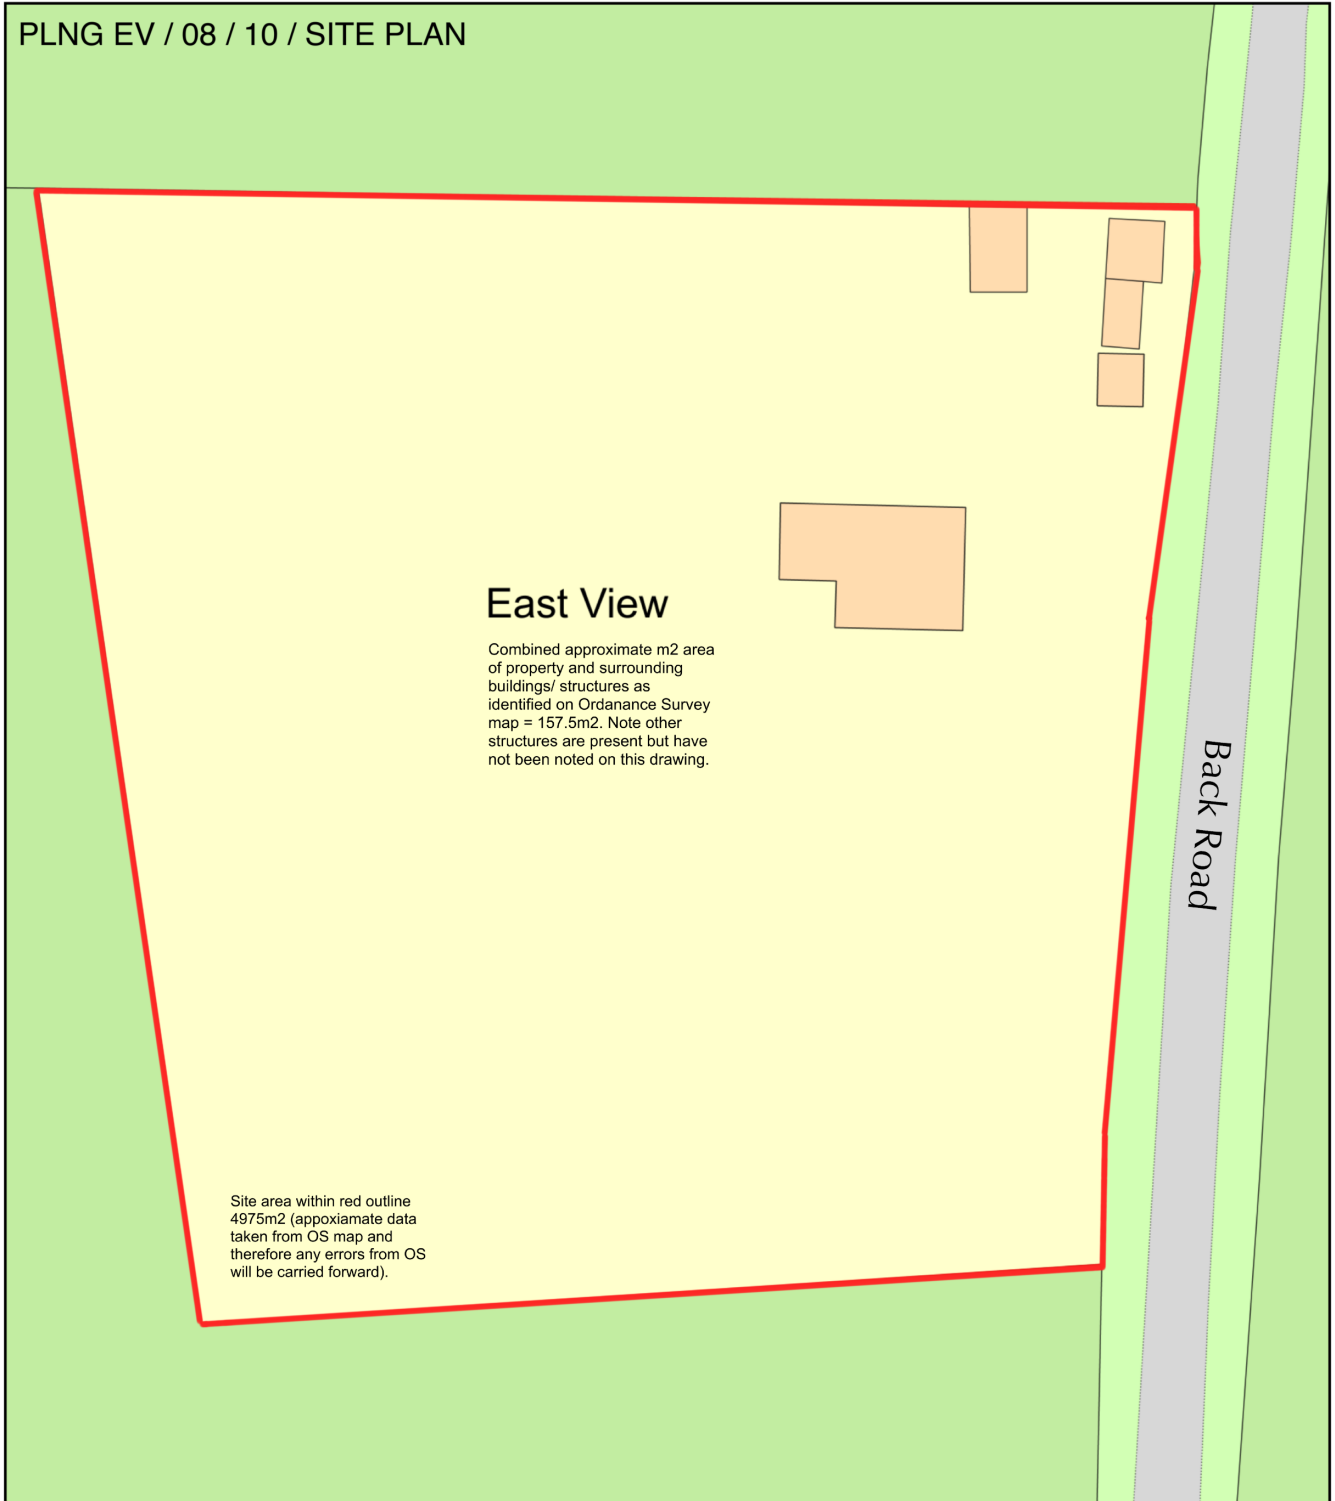 PLNG EV / 08 / 10 / SITE PLAN
East View
Combined approximate m2 area
of property and surrounding
buildings/ structures as
identified on Ordanance Survey
map = 157.5m2. Note other
structures are present but have
not been noted on this drawing.
Back Road
Site area within red outline
4975m2 (appoxiamate data
taken from OS map and
therefore any errors from OS
will be carried forward).